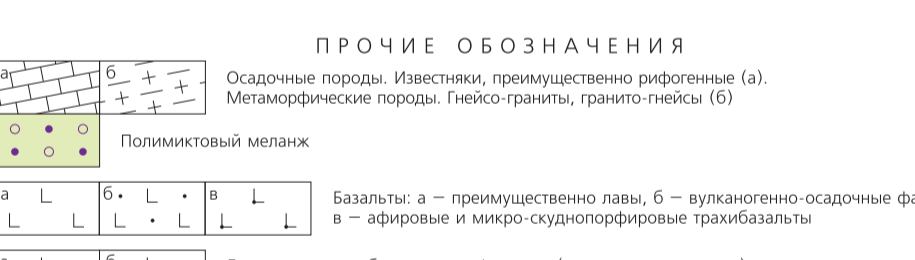 ПРОЧИЕ ОБОЗНАЧЕНИЯ
а б Осадочные породы. Известняки, преимущественно рифогенные (а).
Метаморфические породы. Гнейсо-граниты, гранито-гнейсы (б)
Полимиктовый меланж
а б в Базальты: а — преимущественно лавы, б — вулканогенно-осадочные
в — афировые и микро-скуднопорфировые трахибазальты